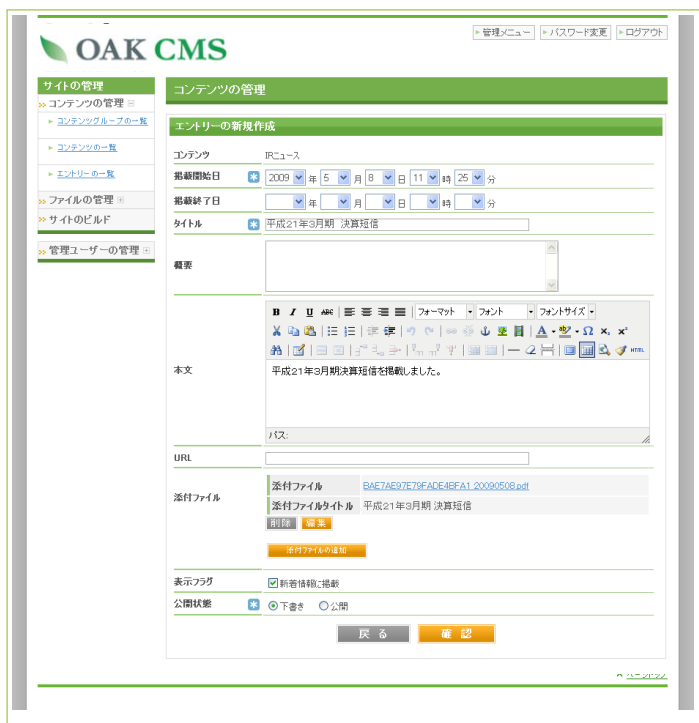 OAK CMS
管理メニュー パスワード変更 ログアウト
サイトの管理
コンテンツの管理
コンテンツグループの一覧
コンテンツの一覧
エントリーの一覧
ファイルの管理
サイトのビルド
管理ユーザーの管理
コンテンツの管理
エントリーの新規作成
コンテンツ IRニュース
掲載開始日 2009 年 5 月 8 日 11 時 25 分
掲載終了日 年 月 日 時 分
タイトル 平成21年3月期 決算短信
概要
B I U ABC フォーマット フォント フォントサイズ
HTML
本文
平成21年3月期決算短信を掲載しました。
パス:
URL
添付ファイル
添付ファイル BAE7AE97E79FADE4BFA1_20090508.pdf
添付ファイルタイトル 平成21年3月期 決算短信
削除 編集
添付ファイルの追加
表示フラグ 新着情報に掲載
公開状態 下書き 公開
戻る 確認
ページトップ